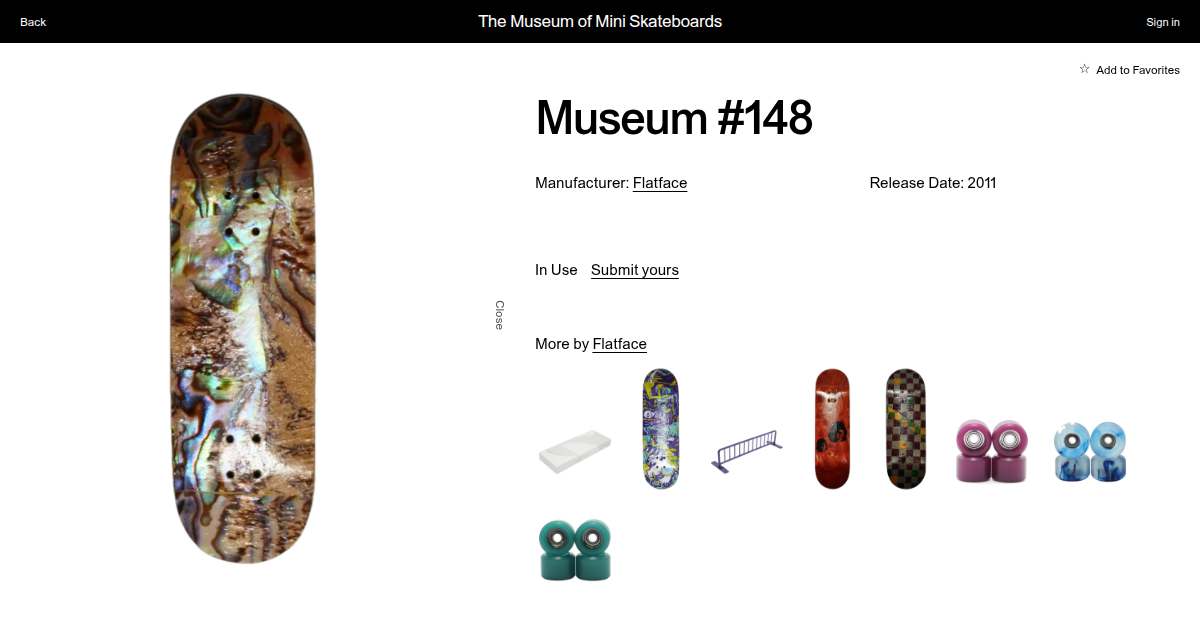 Back
The Museum of Mini Skateboards
Sign in
☆ Add to Favorites
Museum #148
Manufacturer: Flatface
Release Date: 2011
In Use Submit yours
Close
More by Flatface